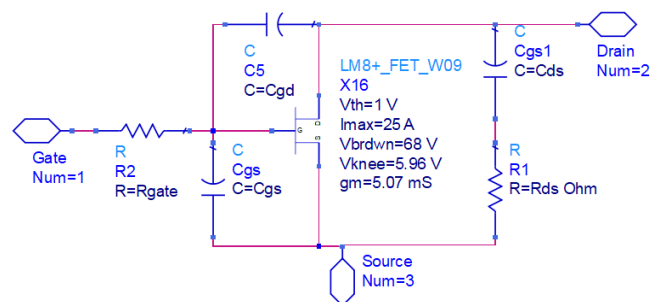 C
C5
C=Cgd
C
Cgs1
C=Cds
Drain
Num=2
LM8+_FET_W09
X16
Vth=1 V
Imax=25 A
Vbrdwn=68 V
Vknee=5.96 V
gm=5.07 mS
G
D
S
Gate
Num=1
R
R2
R=Rgate
C
Cgs
C=Cgs
R
R1
R=Rds Ohm
Source
Num=3